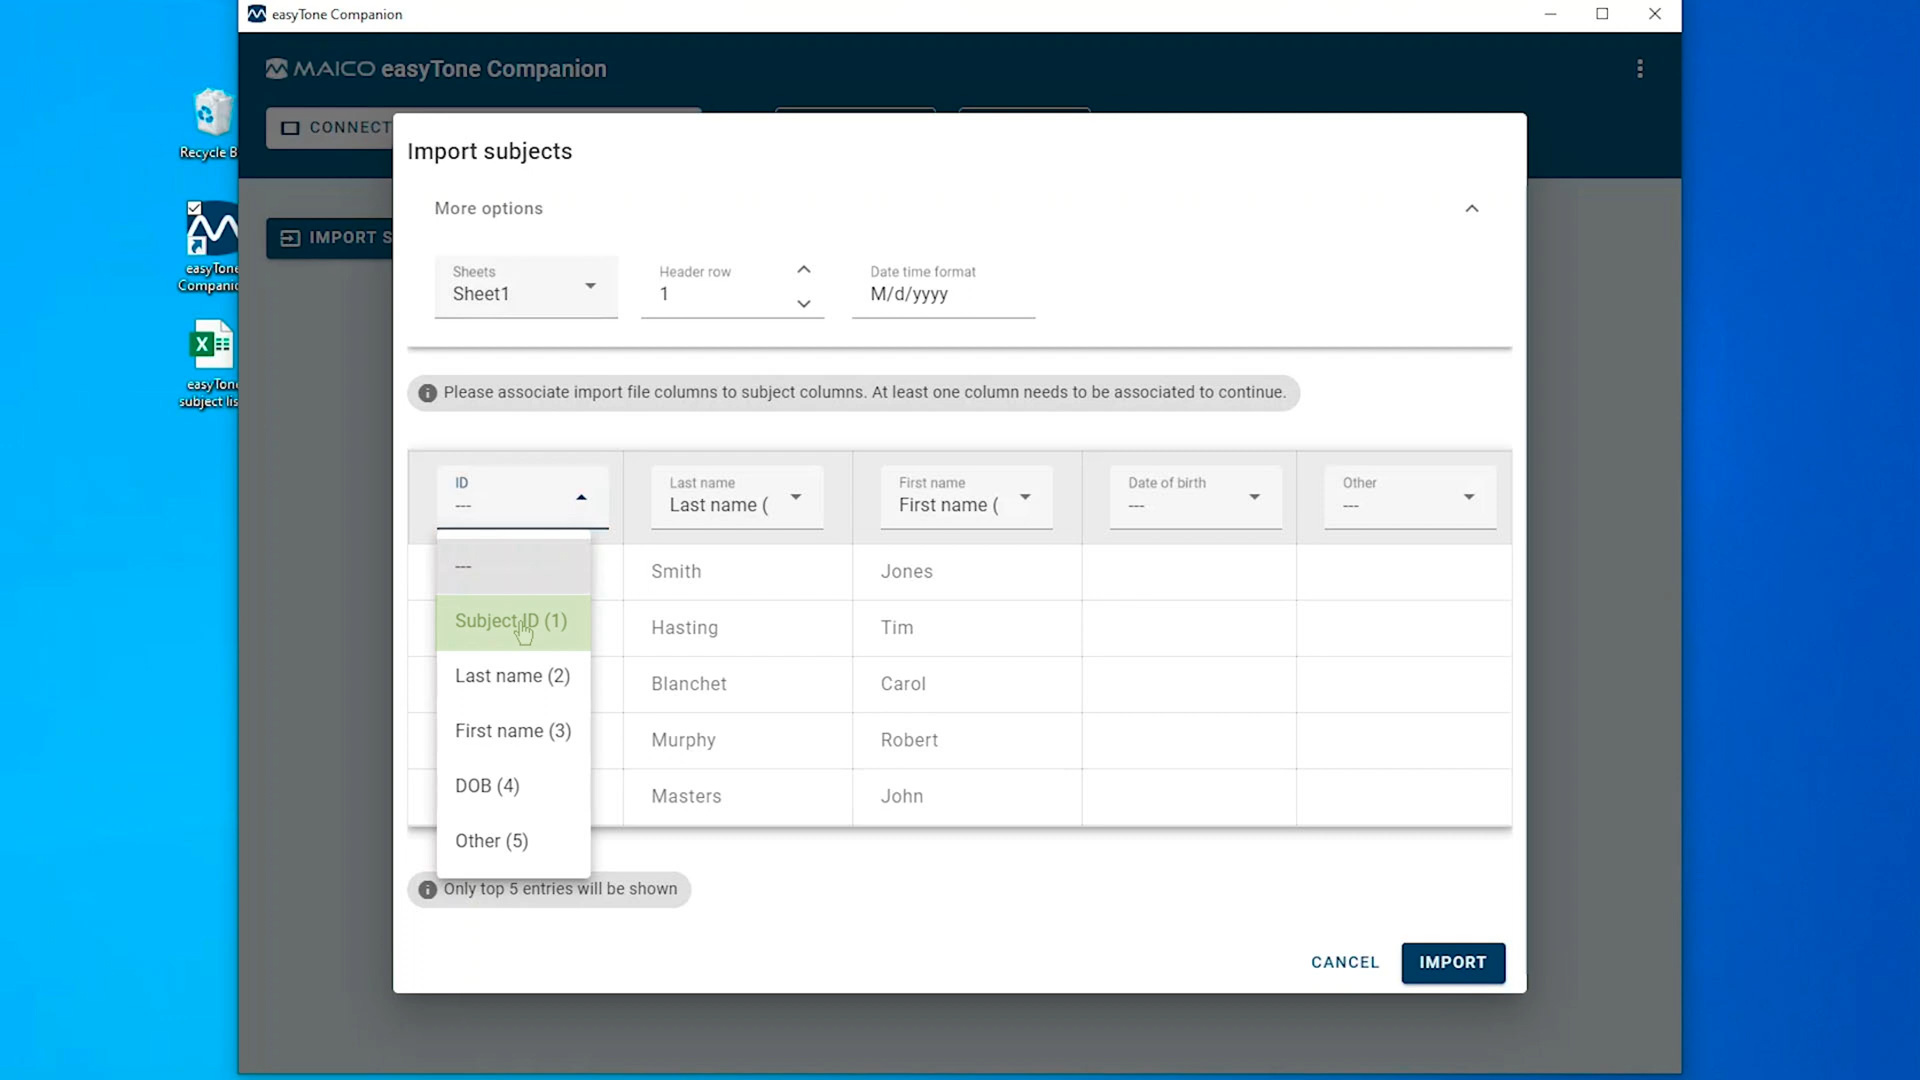 easyTone Companion
MAICO easyTone Companion
Recycle B
CONNECT
Import subjects
More options
IMPORT S
easyTone
Companio
Sheets
Sheet1
Header row
1
Date time format
M/d/yyyy
easyTone
subject lis
Please associate import file columns to subject columns. At least one column needs to be associated to continue.
ID
---
Last name
Last name (
First name
First name (
Date of birth
---
Other
---
---
Subject ID (1)
Last name (2)
First name (3)
DOB (4)
Other (5)
Smith Jones
Hasting Tim
Blanchet Carol
Murphy Robert
Masters John
Only top 5 entries will be shown
CANCEL IMPORT